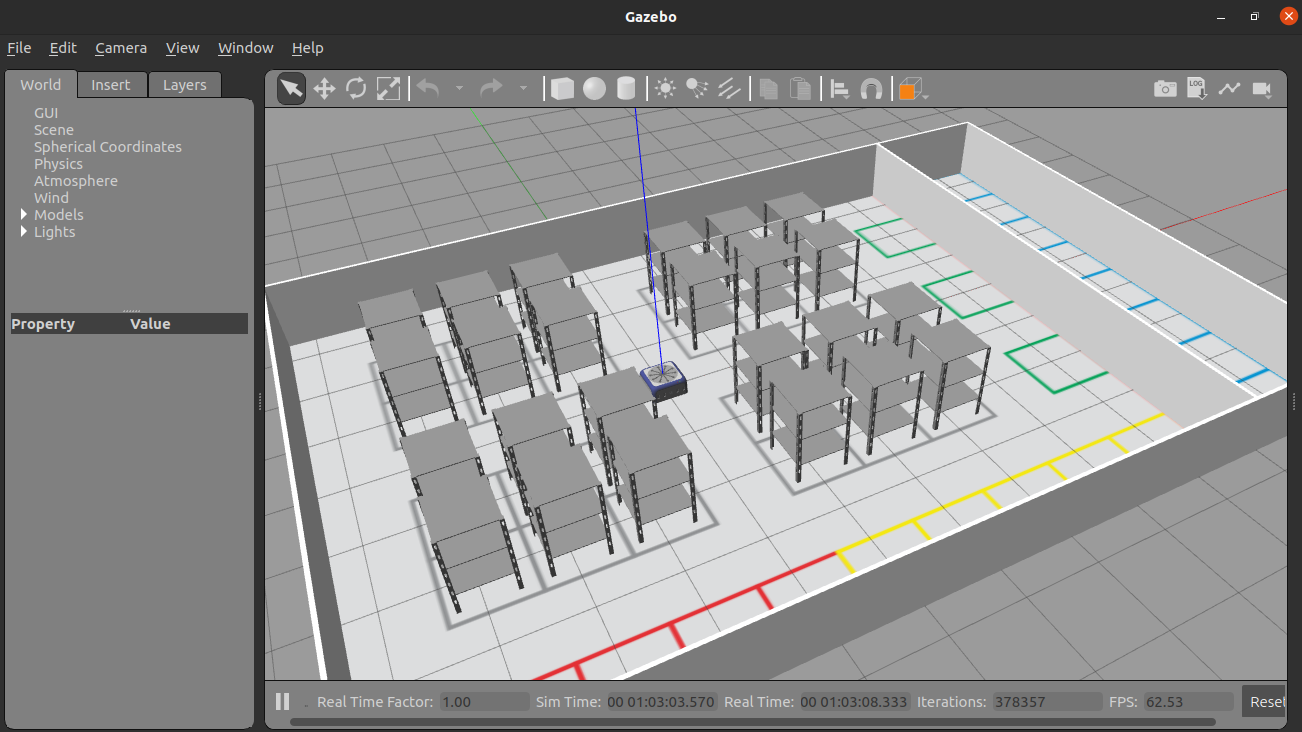 Gazebo
File Edit Camera View Window Help
World Insert Layers
LOG
GUI
Scene
Spherical Coordinates
Physics
Atmosphere
Wind
Models
Lights
Property Value
Real Time Factor: 1.00 Sim Time: 00 01:03:03.570 Real Time: 00 01:03:08.333 Iterations: 378357 FPS: 62.53 Reset